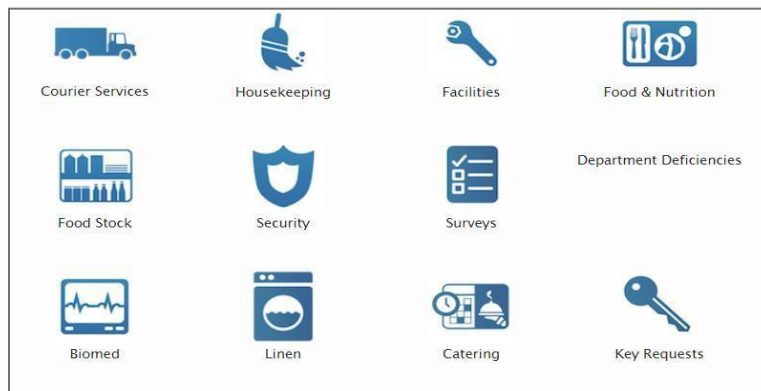 Courier Services
Housekeeping
Facilities
Food & Nutrition
Food Stock
Security
Surveys
Department Deficiencies
Biomed
Linen
Catering
Key Requests